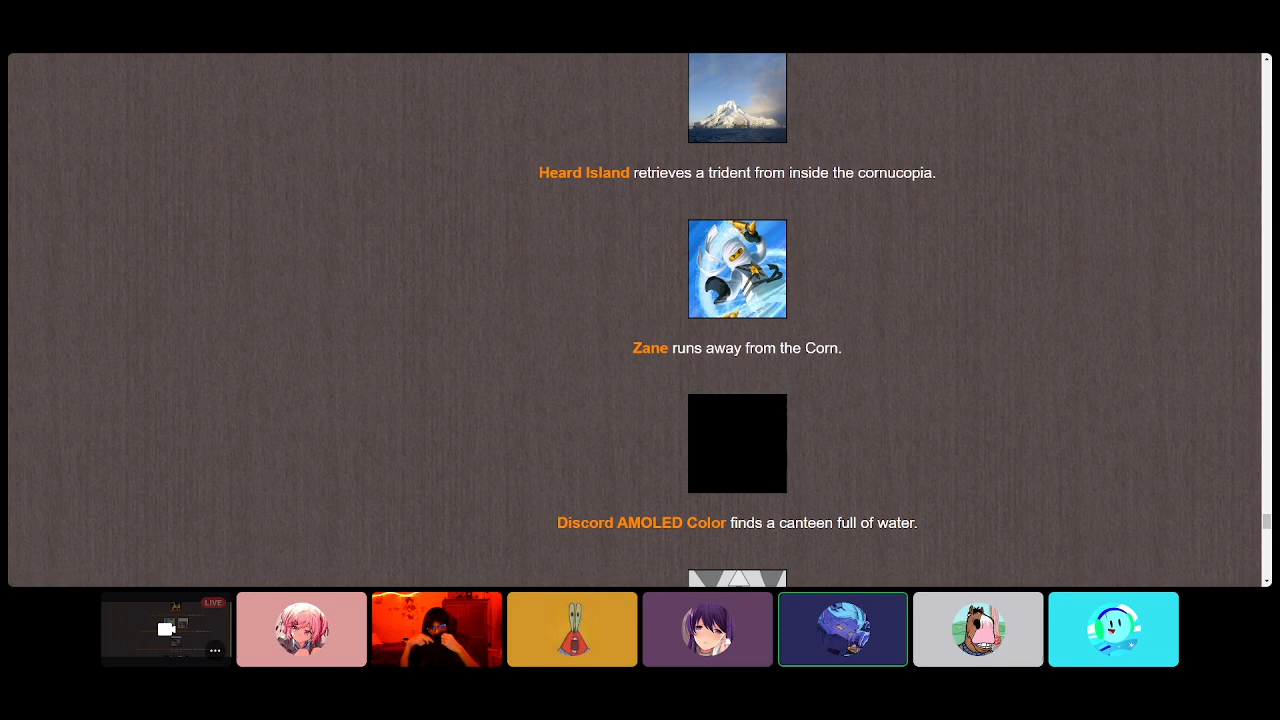 Heard Island retrieves a trident from inside the cornucopia.
Zane runs away from the Corn.
Discord AMOLED Color finds a canteen full of water.
LIVE